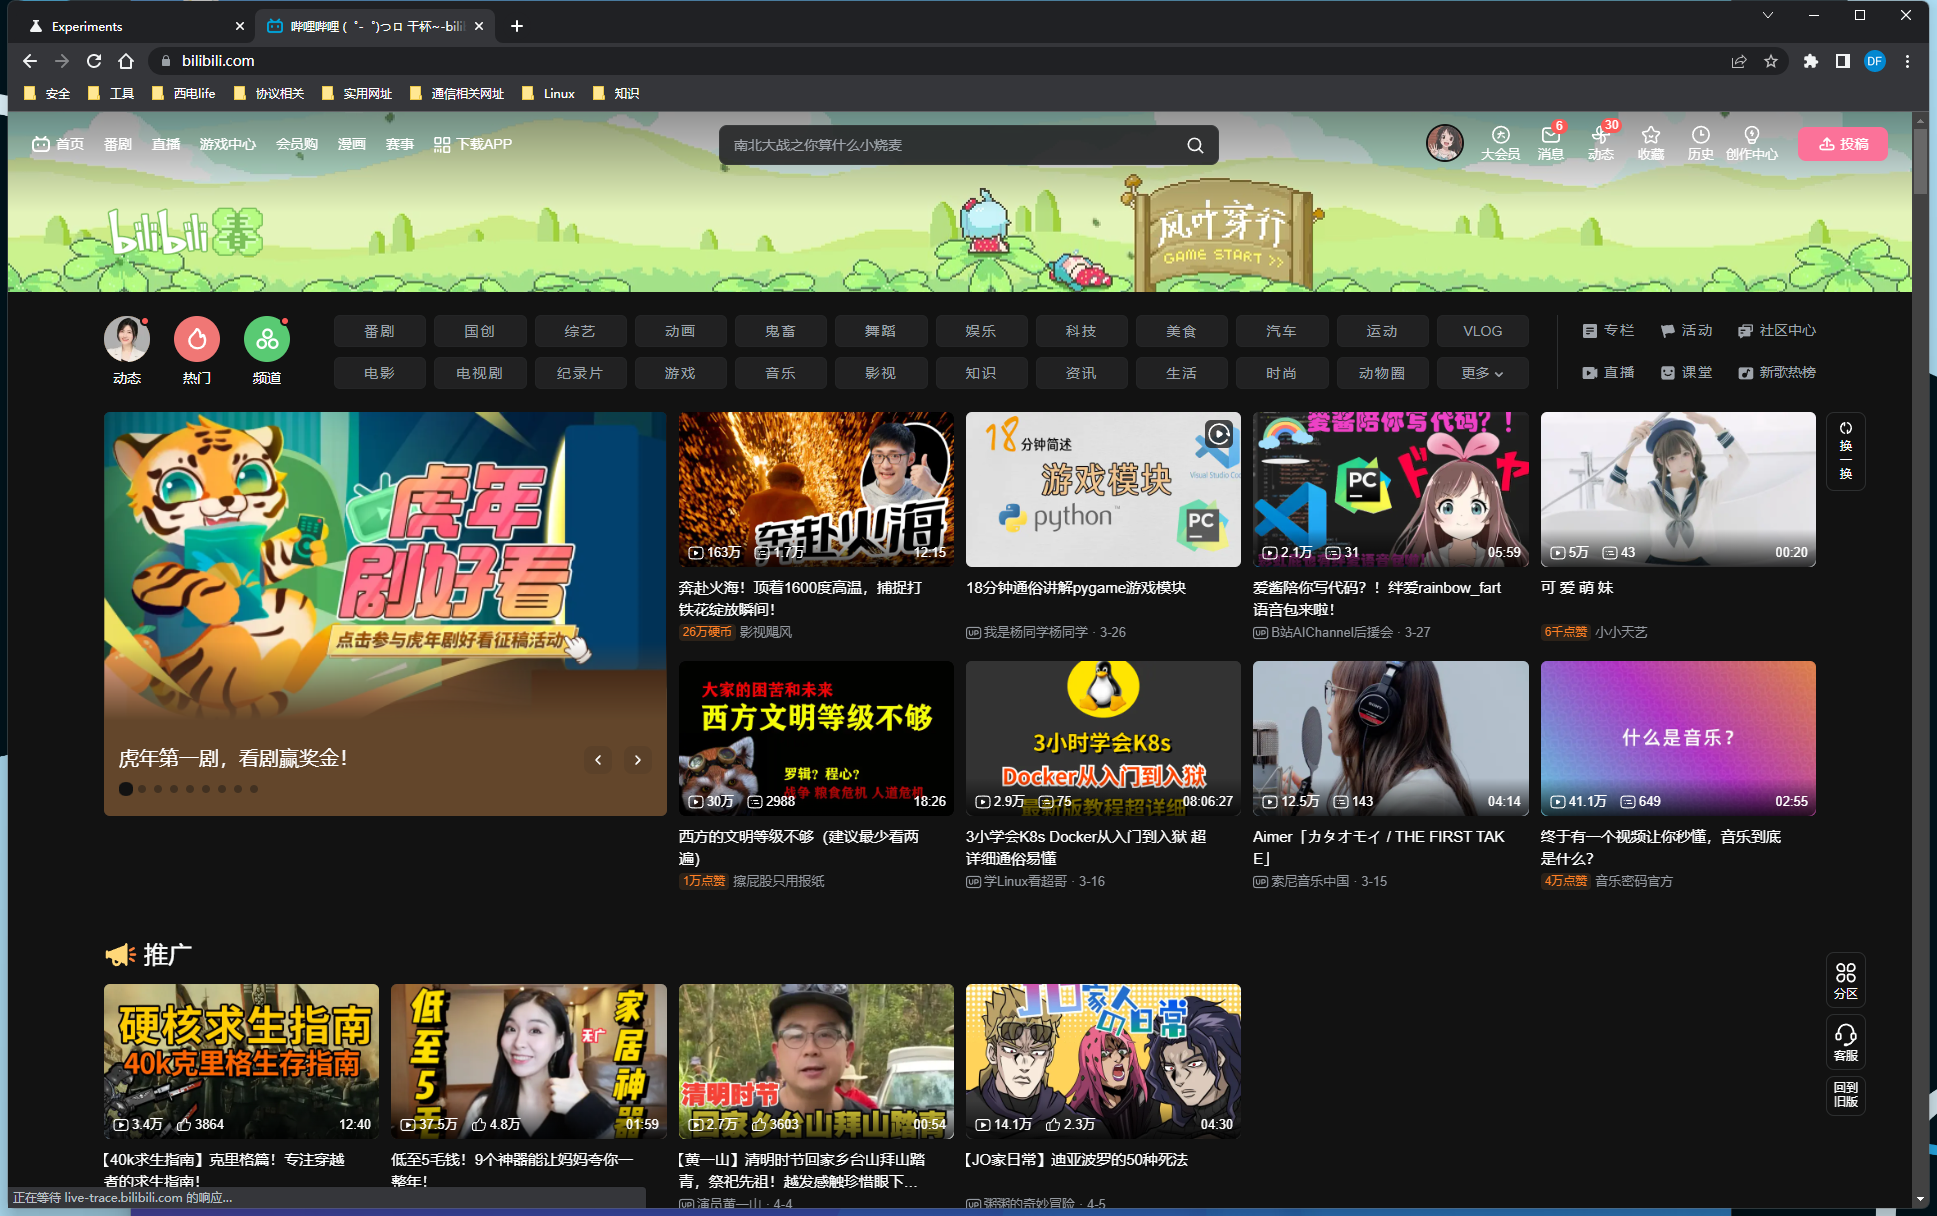 Experiments
哔哩哔哩 (゜-゜)つロ 干杯~-bili
bilibili.com
DF
安全
工具
西电life
协议相关
实用网址
通信相关网址
Linux
知识
首页
番剧
直播
游戏中心
会员购
漫画
赛事
下载APP
南北大战之你算什么小烧麦
大会员
6
消息
30
动态
收藏
历史
创作中心
投稿
bilibili 春
风叶穿行
GAME START >>
动态
热门
频道
番剧
国创
综艺
动画
鬼畜
舞蹈
娱乐
科技
美食
汽车
运动
VLOG
电影
电视剧
纪录片
游戏
音乐
影视
知识
资讯
生活
时尚
动物圈
更多
专栏
活动
社区中心
直播
课堂
新歌热榜
虎年
剧好看
点击参与虎年剧好看征稿活动
虎年第一剧，看剧赢奖金！
奔赴火海
163万
1.7万
12:15
奔赴火海！顶着1600度高温，捕捉打
铁花绽放瞬间！
26万硬币 影视飓风
18分钟简述
游戏模块
python
Visual Studio Co
PC
18分钟通俗讲解pygame游戏模块
UP 我是杨同学杨同学 · 3-26
爱酱陪你写代码？！
PC
2.1万
31
05:59
爱酱陪你写代码？！绊爱rainbow_fart
语音包来啦！
UP B站AIChannel后援会 · 3-27
5万
43
00:20
可 爱 萌 妹
6千点赞 小小天艺
换一换
大家的困苦和未来
西方文明等级不够
罗辑？程心？
战争 粮食危机 人道危机
30万
2988
18:26
西方的文明等级不够（建议最少看两
遍）
1万点赞 擦屁股只用报纸
3小时学会K8s
Docker从入门到入狱
最新版教程超详细
2.9万
75
08:06:27
3小学会K8s Docker从入门到入狱 超
详细通俗易懂
UP 学Linux看超哥 · 3-16
SONY
12.5万
143
04:14
Aimer「カタオモイ / THE FIRST TAK
E」
UP 索尼音乐中国 · 3-15
什么是音乐？
41.1万
649
02:55
终于有一个视频让你秒懂，音乐到底
是什么？
4万点赞 音乐密码官方
推广
硬核求生指南
40k克里格生存指南
3.4万
3864
12:40
【40k求生指南】克里格篇！专注穿越
者的求生指南！
低至5毛
家居神器
无广
37.5万
4.8万
01:59
低至5毛钱！9个神器能让妈妈夸你一
整年！
清明时节
回家乡台山拜山踏青
2.7万
3603
00:54
【黄一山】清明时节回家乡台山拜山踏
青，祭祀先祖！越发感触珍惜眼下...
UP 演员黄一山 · 4-4
JO家人の日常
14.1万
2.3万
04:30
【JO家日常】迪亚波罗的50种死法
UP 粥粥的奇妙冒险 · 4-5
分区
客服
回到
旧版
正在等待 live-trace.bilibili.com 的响应...